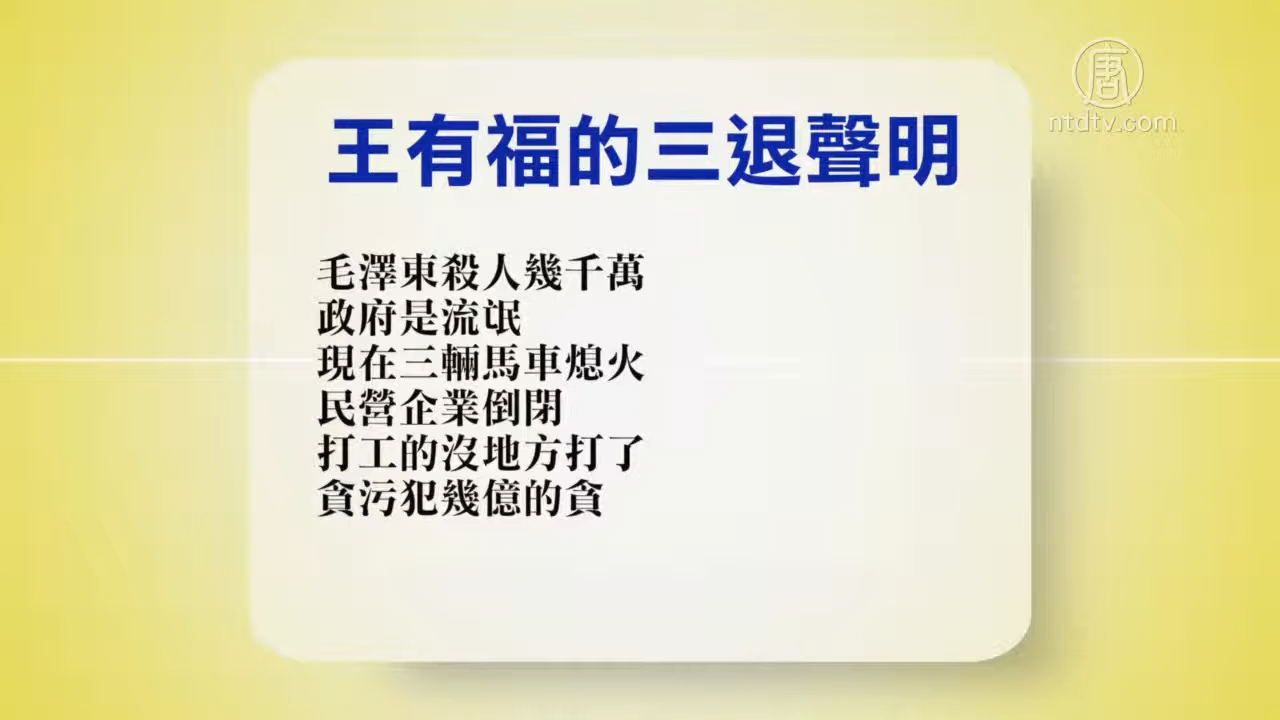 唐
ntdtv.com
王有福的三退聲明
毛澤東殺人幾千萬
政府是流氓
現在三輛馬車熄火
民營企業倒閉
打工的沒地方打了
貪污犯幾億的貪